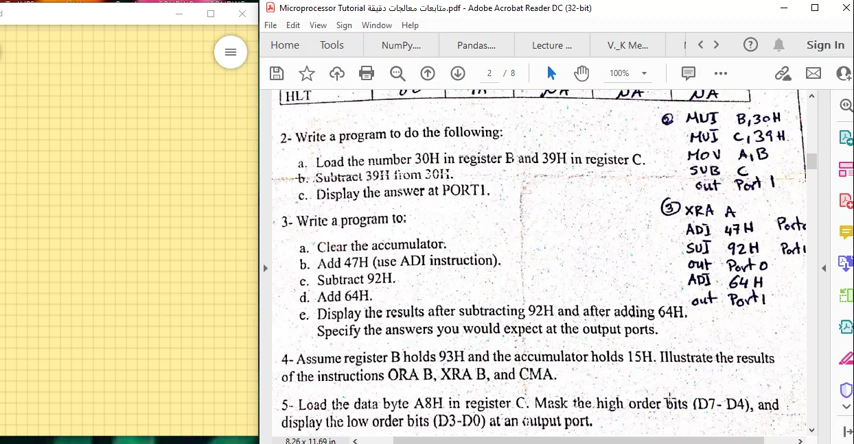 Microprocessor Tutorial متابعات معالجات دقيقة.pdf - Adobe Acrobat Reader DC (32-bit)
File Edit View Sign Window Help
Home Tools NumPy.... Pandas.... Lecture ... V._K Me... Sign In
2 / 8 100%
HLT NA NA NA
2- Write a program to do the following:
a. Load the number 30H in register B and 39H in register C.
b. Subtract 39H from 30H.
c. Display the answer at PORT1.
② MVI B,30H
MVI C,39H
MOV A,B
SUB C
out Port 1
3- Write a program to:
a. Clear the accumulator.
b. Add 47H (use ADI instruction).
c. Subtract 92H.
d. Add 64H.
e. Display the results after subtracting 92H and after adding 64H.
Specify the answers you would expect at the output ports.
③ XRA A
ADI 47H
SUI 92H
out Port 0
ADI 64H
out Port 1
4- Assume register B holds 93H and the accumulator holds 15H. Illustrate the results
of the instructions ORA B, XRA B, and CMA.
5- Load the data byte A8H in register C. Mask the high order bits (D7- D4), and
display the low order bits (D3-D0) at an output port.
8.26 x 11.69 in